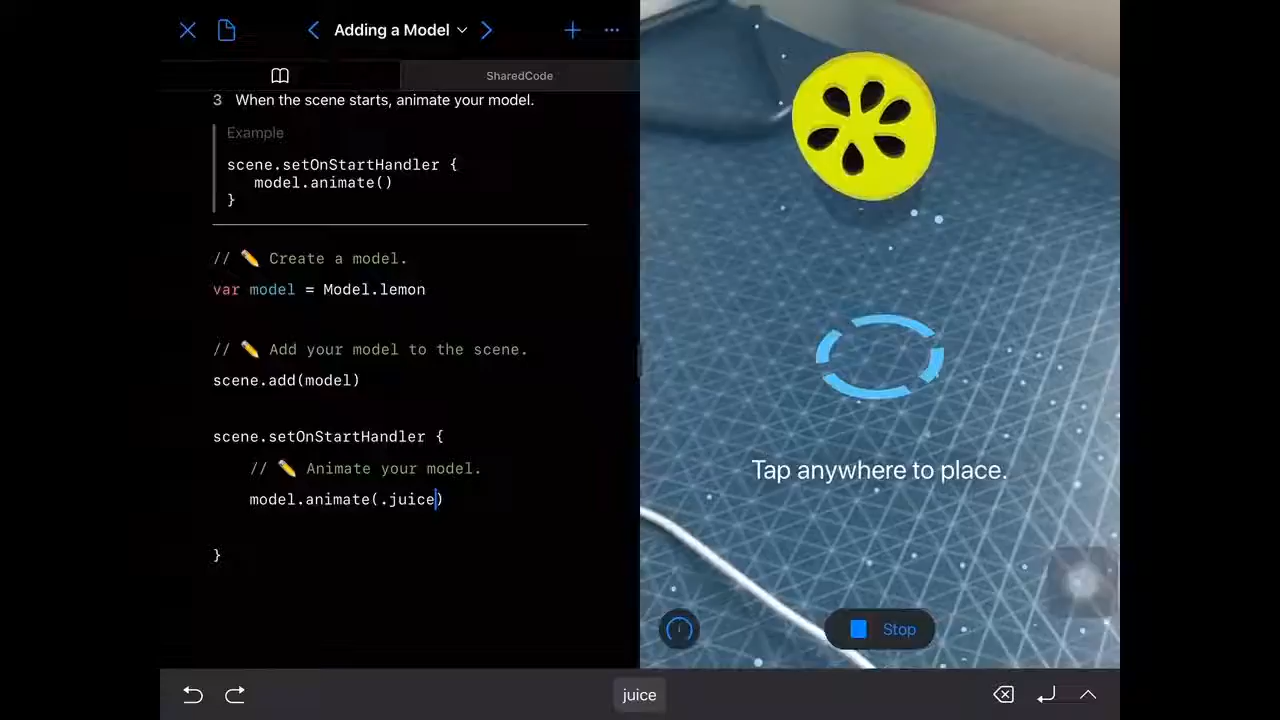 Adding a Model
SharedCode
3 When the scene starts, animate your model.
Example
scene.setOnStartHandler {
model.animate()
}
// ✏️ Create a model.
var model = Model.lemon
// ✏️ Add your model to the scene.
scene.add(model)
scene.setOnStartHandler {
// ✏️ Animate your model.
model.animate(.juice)
}
Tap anywhere to place.
Stop
juice